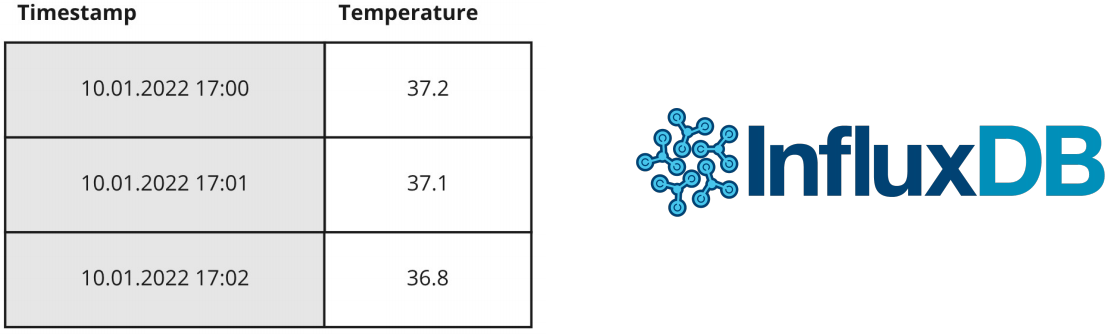 Timestamp Temperature
10.01.2022 17:00 37.2
10.01.2022 17:01 37.1
10.01.2022 17:02 36.8
InfluxDB